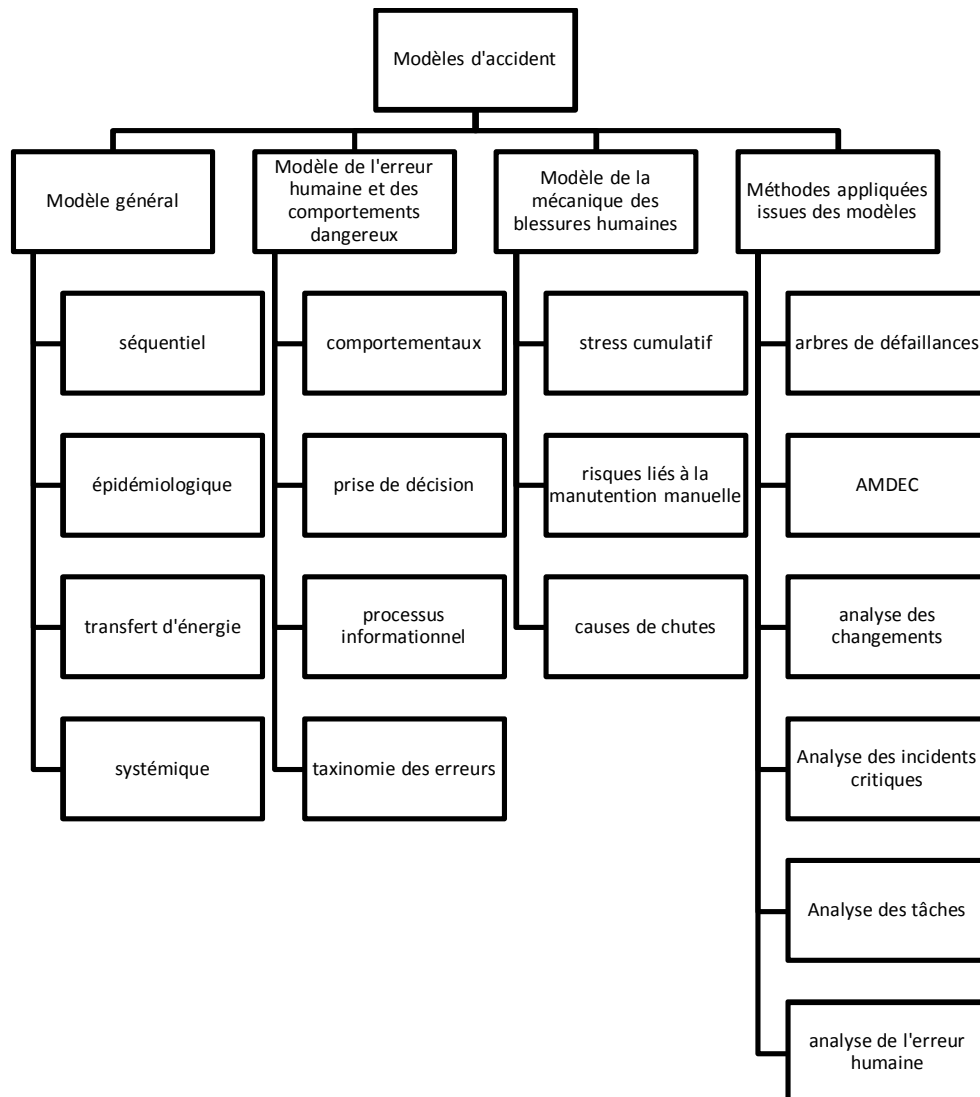 Modèles d'accident
Modèle général
séquentiel
épidémiologique
transfert d'énergie
systémique
Modèle de l'erreur
humaine et des
comportements
dangereux
comportementaux
prise de décision
processus
informationnel
taxinomie des erreurs
Modèle de la
mécanique des
blessures humaines
stress cumulatif
risques liés à la
manutention manuelle
causes de chutes
Méthodes appliquées
issues des modèles
arbres de défaillances
AMDEC
analyse des
changements
Analyse des incidents
critiques
Analyse des tâches
analyse de l'erreur
humaine